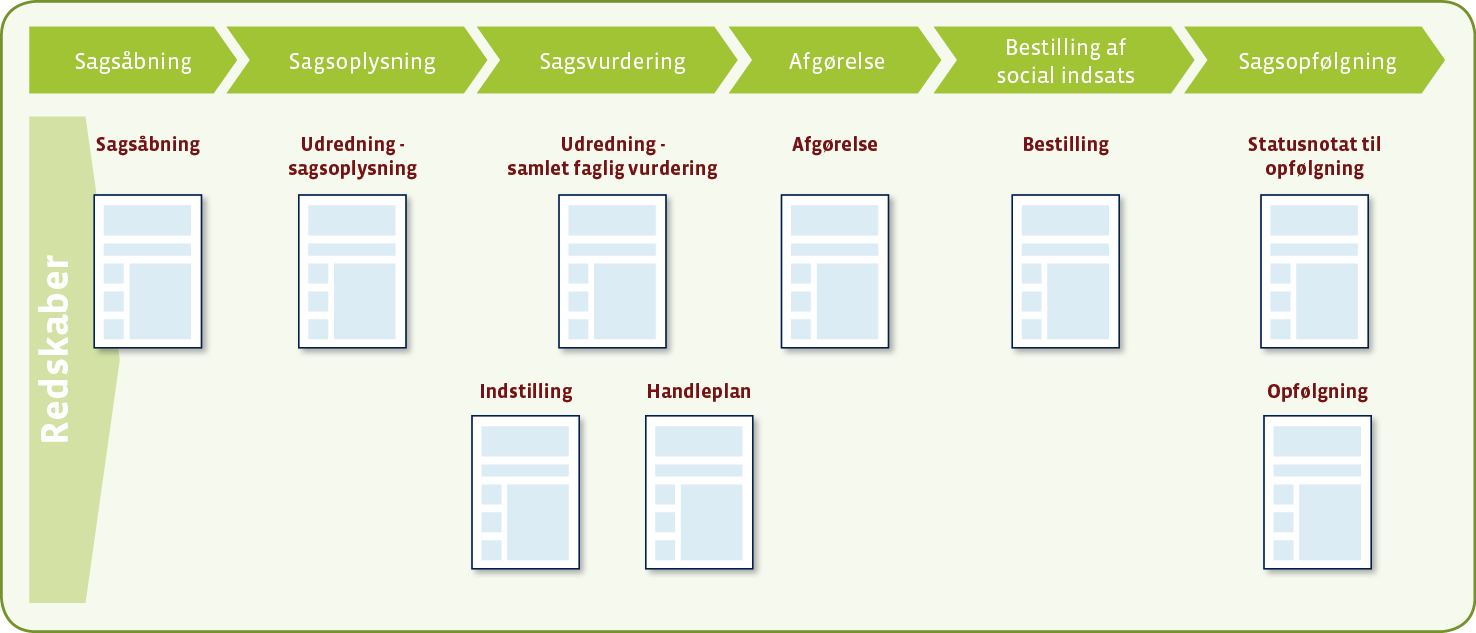 Sagsåbning
Sagsoplysning
Sagsvurdering
Afgørelse
Bestilling af
social indsats
Sagsopfølgning
Redskaber
Sagsåbning
Udredning -
sagsoplysning
Udredning -
samlet faglig vurdering
Afgørelse
Bestilling
Statusnotat til
opfølgning
Indstilling
Handleplan
Opfølgning